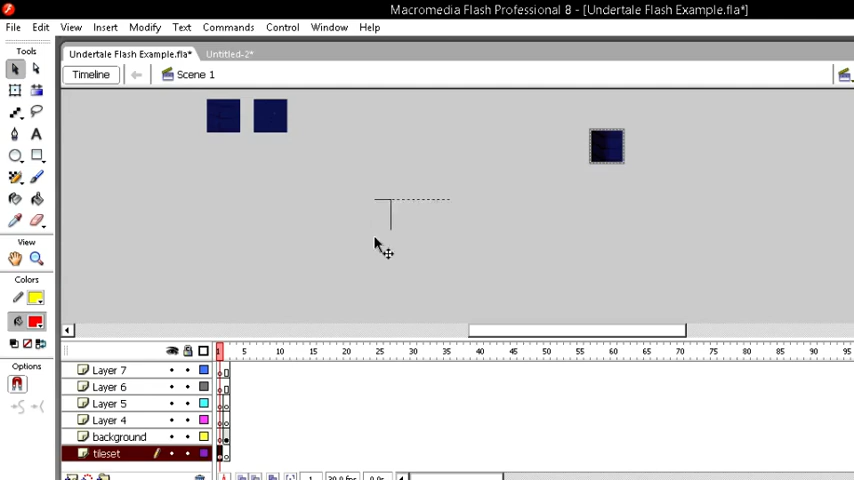 Macromedia Flash Professional 8 - [Undertale Flash Example.fla*]
File Edit View Insert Modify Text Commands Control Window Help
Tools
Undertale Flash Example.fla* Untitled-2*
Timeline Scene 1
View
Colors
Options
1 5 10 15 20 25 30 35 40 45 50 55 60 65 70 75 80 85 90 95
Layer 7
Layer 6
Layer 5
Layer 4
background
tileset
1